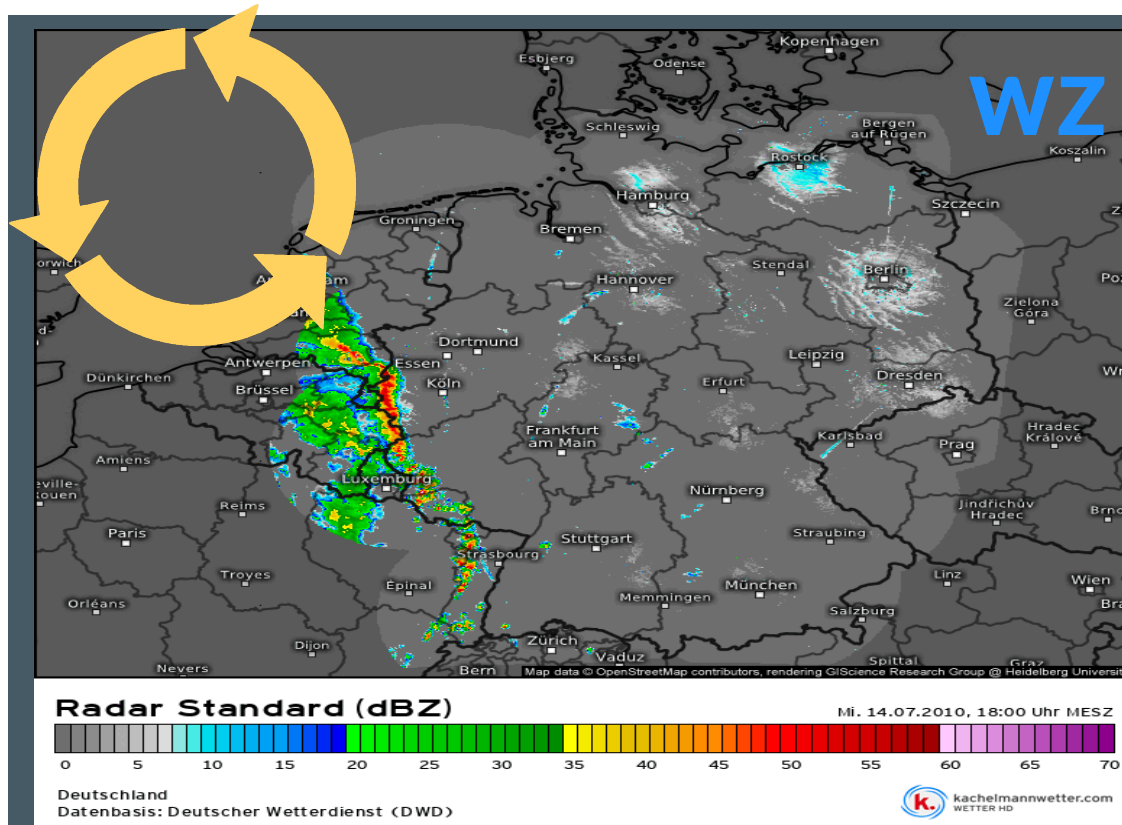 Kopenhagen
Esbjerg
Odense
WZ
Schleswig
Bergen
auf Rügen
Koszalin
Rostock
Hamburg
Szczecin
Groningen
Bremen
Stendal
Berlin
Hannover
Zielona
Góra
Dortmund
Antwerpen
Essen
Kassel
Leipzig
Dünkirchen
Brüssel
Köln
Erfurt
Dresden
Frankfurt
am Main
Karlsbad
Prag
Hradec
Králové
Amiens
Luxemburg
Nürnberg
Reims
Jindřichův
Hradec
Paris
Strasbourg
Stuttgart
Straubing
Troyes
Épinal
Memmingen
München
Linz
Wien
Orléans
Salzburg
Dijon
Zürich
Nevers
Bern
Vaduz
Spittal
Graz
Map data © OpenStreetMap contributors, rendering GIScience Research Group @ Heidelberg Universit
Radar Standard (dBZ)
Mi. 14.07.2010, 18:00 Uhr MESZ
0 5 10 15 20 25 30 35 40 45 50 55 60 65 70
Deutschland
Datenbasis: Deutscher Wetterdienst (DWD)
k. kachelmannwetter.com
WETTER HD